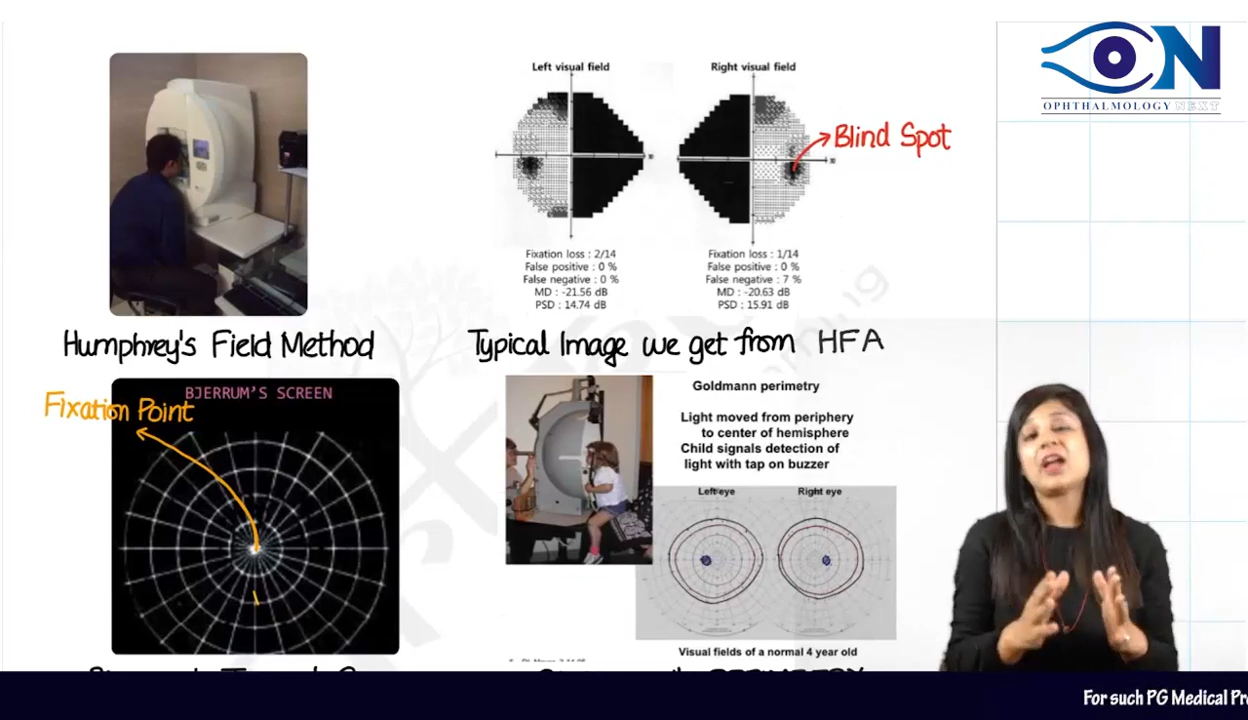 ON
OPHTHALMOLOGY NEXT
Left visual field
Right visual field
30
30
Blind Spot
Fixation loss : 2/14
False positive : 0 %
False negative : 0 %
MD : -21.56 dB
PSD : 14.74 dB
Fixation loss : 1/14
False positive : 0 %
False negative : 7 %
MD : -20.63 dB
PSD : 15.91 dB
Humphrey's Field Method
Typical Image we get from HFA
BJERRUM'S SCREEN
Fixation Point
Goldmann perimetry
Light moved from periphery
to center of hemisphere
Child signals detection of
light with tap on buzzer
Left eye
Right eye
Visual fields of a normal 4 year old
For such PG Medical Pr